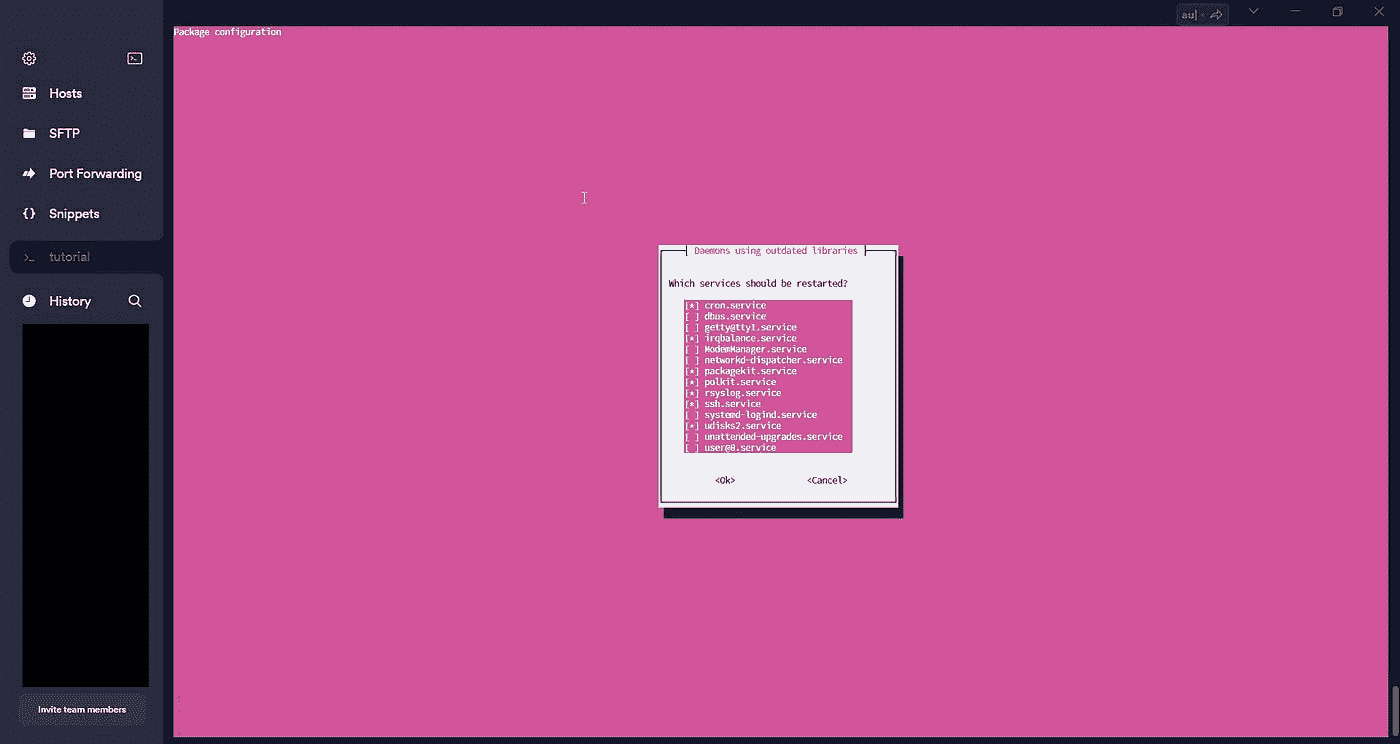 au
Package configuration
Hosts
SFTP
Port Forwarding
Snippets
tutorial
History
Invite team members
Daemons using outdated libraries
Which services should be restarted?
[*] cron.service
[ ] dbus.service
[ ] getty@tty1.service
[*] irqbalance.service
[ ] ModemManager.service
[ ] networkd-dispatcher.service
[*] packagekit.service
[*] polkit.service
[*] rsyslog.service
[*] ssh.service
[ ] systemd-logind.service
[*] udisks2.service
[ ] unattended-upgrades.service
[ ] user@0.service
<Ok> <Cancel>